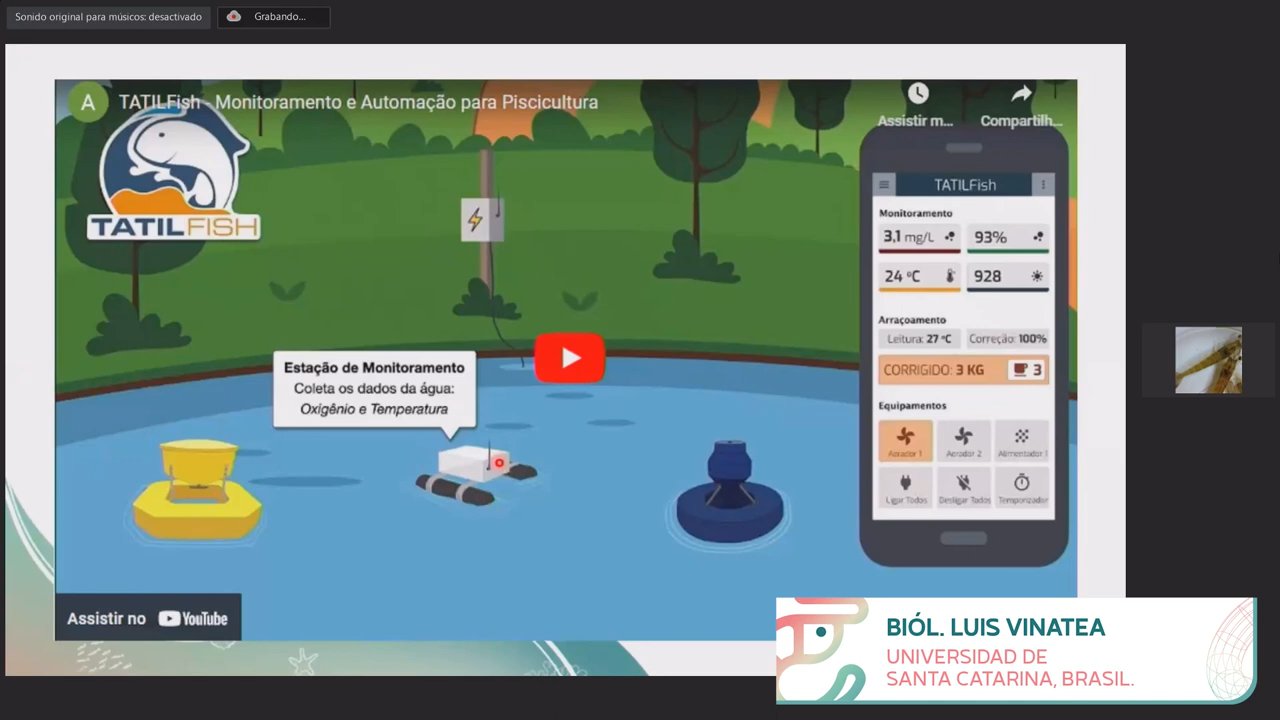 Sonido original para músicos: desactivado
Grabando...
A
TATILFish - Monitoramento e Automação para Piscicultura
Assistir m...
Compartilh...
TATILFISH
TATILFish
Monitoramento
3,1 mg/L
93%
24 ºC
928
Arraçoamento
Leitura: 27 ºC
Correção: 100%
CORRIGIDO: 3 KG
3
Equipamentos
Aerador 1
Aerador 2
Alimentador 1
Ligar Todos
Desligar Todos
Temporizador
Estação de Monitoramento
Coleta os dados da água:
Oxigênio e Temperatura
Assistir no YouTube
BIÓL. LUIS VINATEA
UNIVERSIDAD DE
SANTA CATARINA, BRASIL.